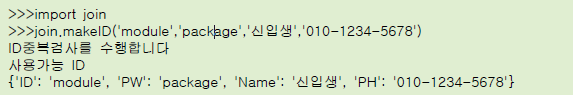 >>>import join
>>>join.makeID('module','package','신입생','010-1234-5678')
ID중복검사를 수행합니다
사용가능 ID
{'ID': 'module', 'PW': 'package', 'Name': '신입생', 'PH': '010-1234-5678'}